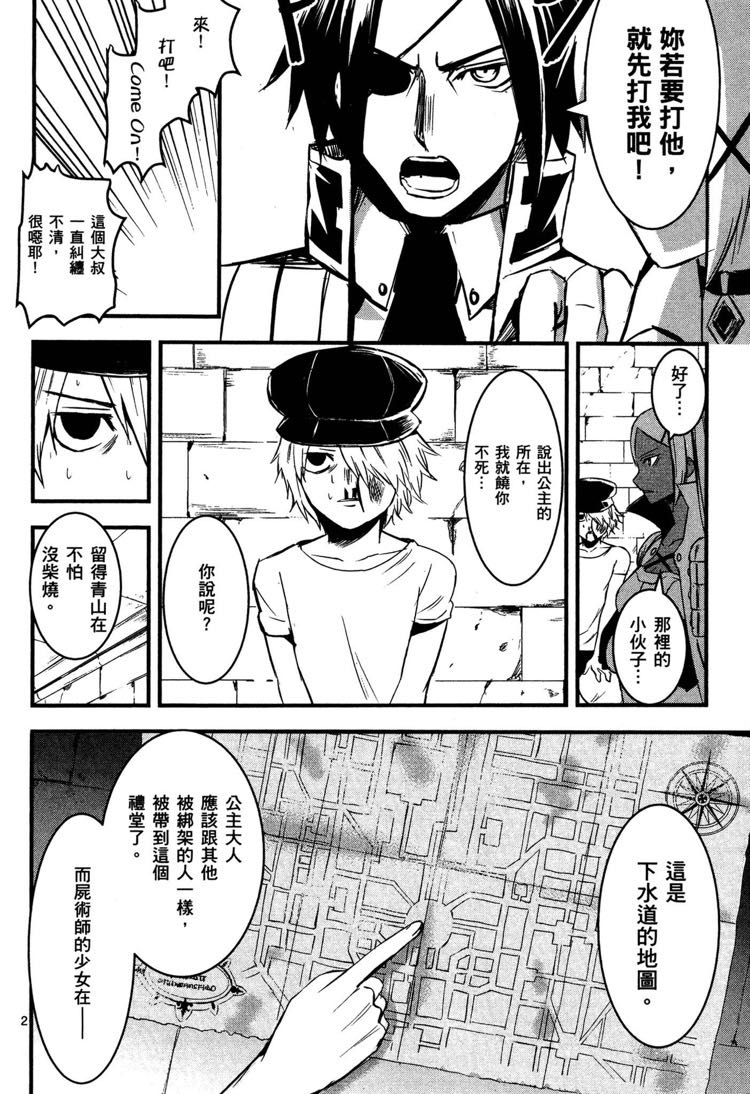 妳若要打他，
就先打我吧！
來！
打吧！
Come On!
這個大叔
一直糾纏
不清，
很噁耶！
好了…
那裡的
小伙子…
說出公主的
所在，
我就饒你
不死…
你說呢？
留得青山在
不怕
沒柴燒。
這是
下水道的地圖。
公主大人
應該跟其他
被綁架的人一樣，
被帶到這個
禮堂了。
而屍術師的少女在——
2